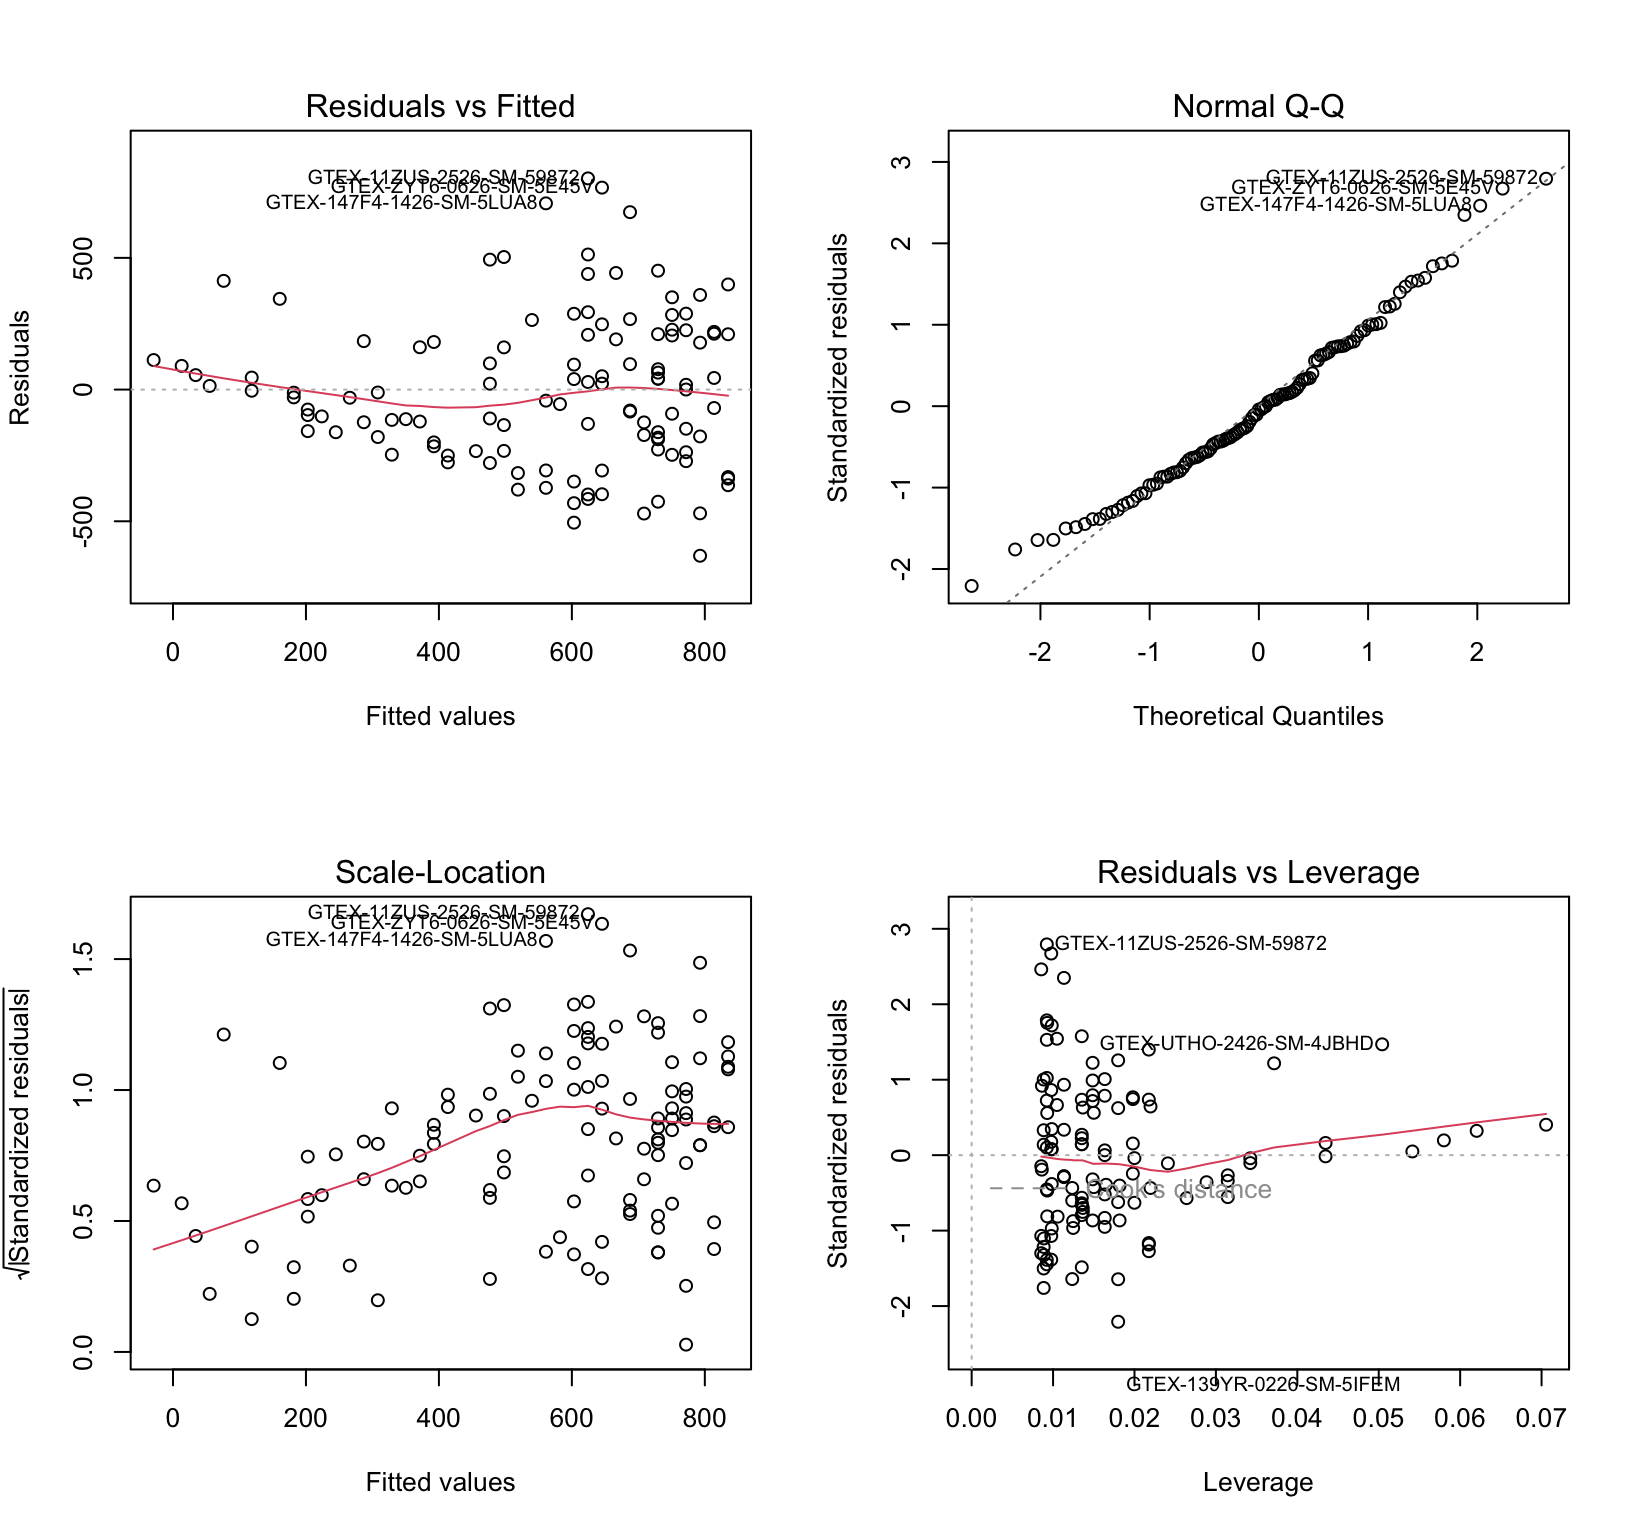 Residuals vs Fitted
GTEX-11ZUS-2526-SM-59872
GTEX-ZYT6-0626-SM-5E45V
GTEX-147F4-1426-SM-5LUA8
Residuals
500
0
-500
0 200 400 600 800
Fitted values
Normal Q-Q
GTEX-11ZUS-2526-SM-59872
GTEX-ZYT6-0626-SM-5E45V
GTEX-147F4-1426-SM-5LUA8
Standardized residuals
3
2
1
0
-1
-2
-2 -1 0 1 2
Theoretical Quantiles
Scale-Location
GTEX-11ZUS-2526-SM-59872
GTEX-ZYT6-0626-SM-5E45V
GTEX-147F4-1426-SM-5LUA8
√|Standardized residuals|
1.5
1.0
0.5
0.0
0 200 400 600 800
Fitted values
Residuals vs Leverage
GTEX-11ZUS-2526-SM-59872
GTEX-UTHO-2426-SM-4JBHD
Cook's distance
GTEX-139YR-0226-SM-5IFEM
Standardized residuals
3
2
1
0
-1
-2
0.00 0.01 0.02 0.03 0.04 0.05 0.06 0.07
Leverage